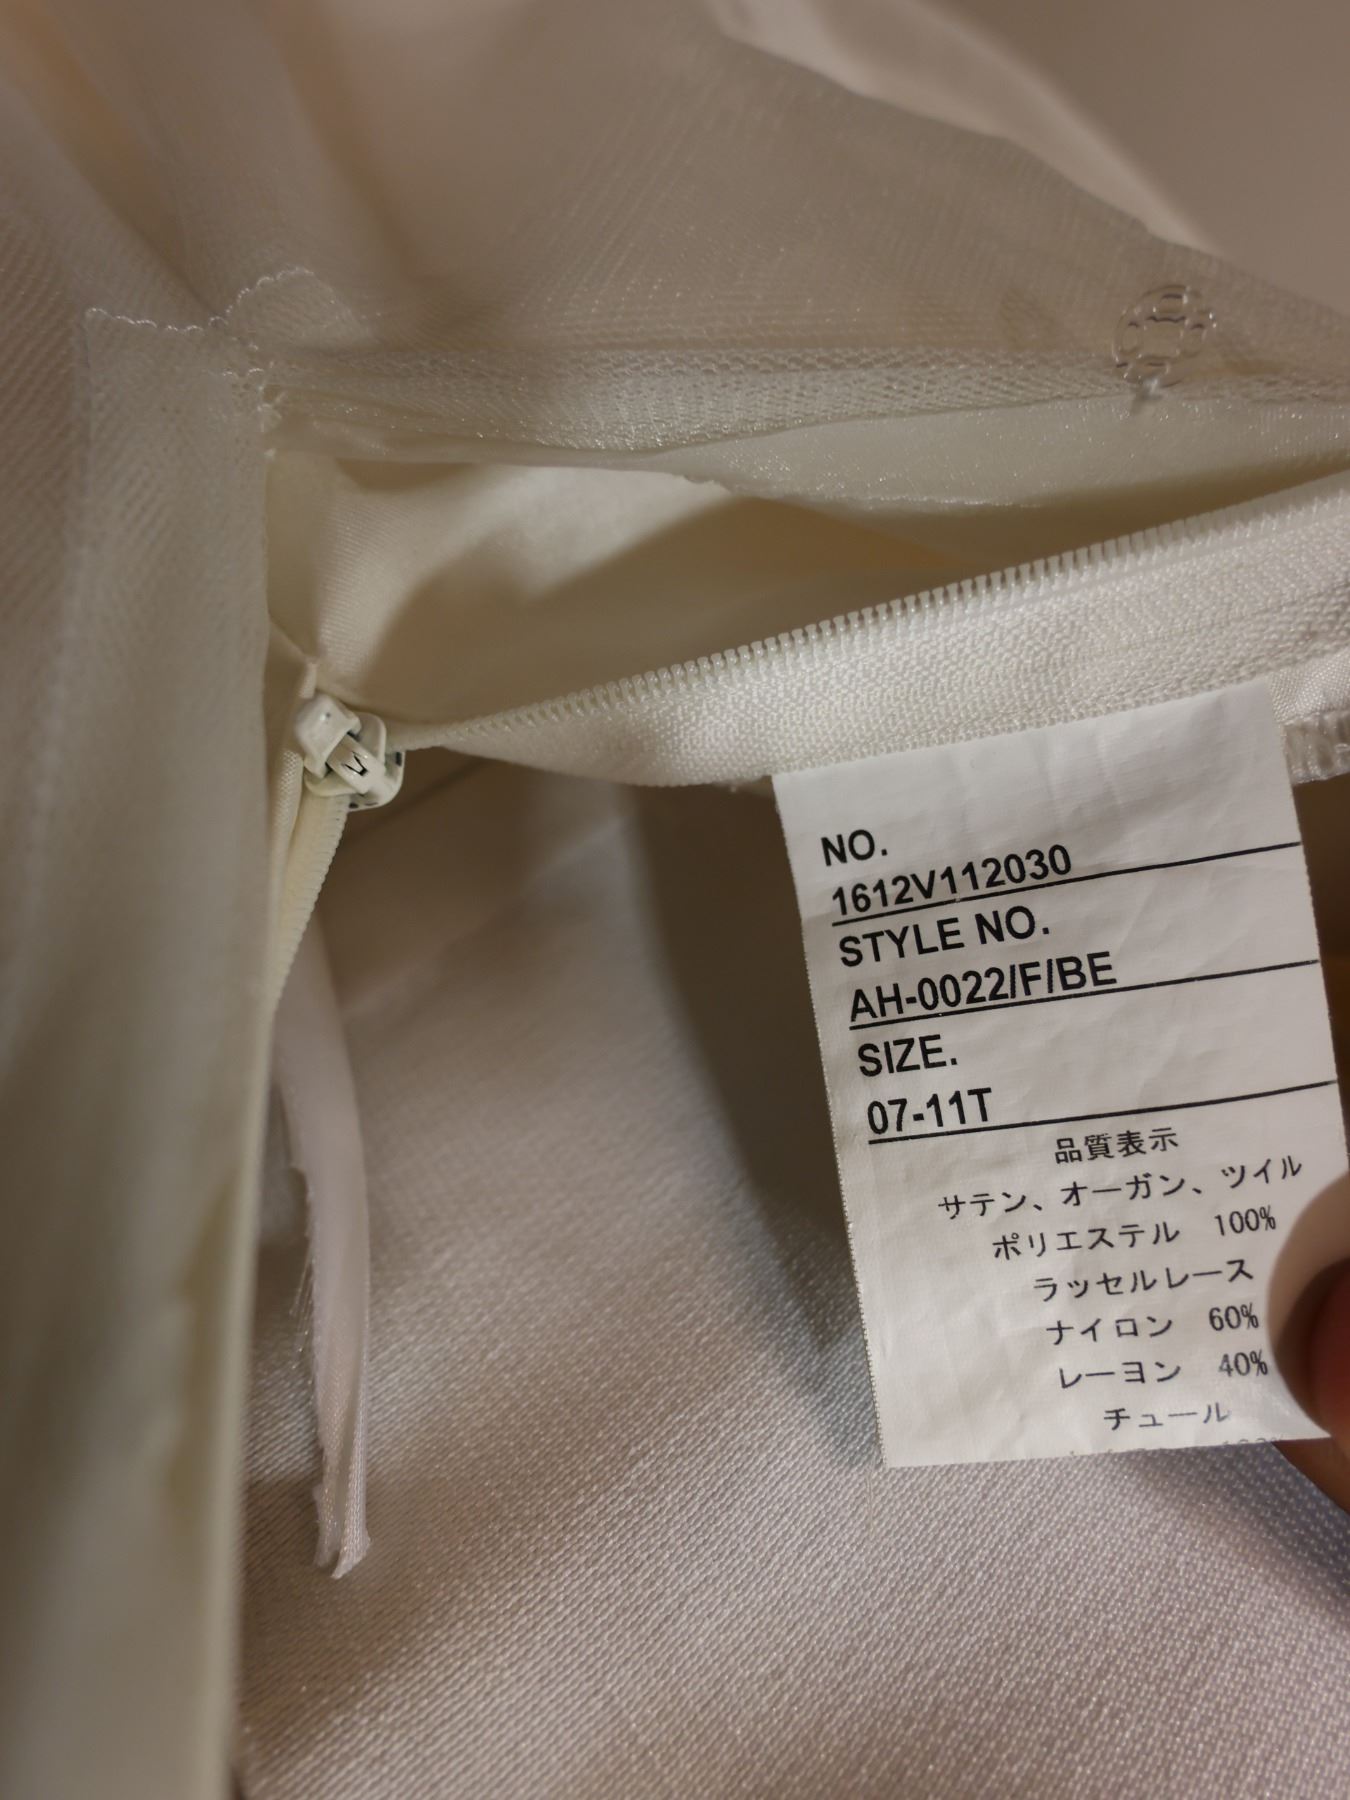 NO.
1612V112030
STYLE NO.
AH-0022/F/BE
SIZE.
07-11T
品質表示
サテン、オーガン、ツイル
ポリエステル 100%
ラッセルレース
ナイロン 60%
レーヨン 40%
チュール